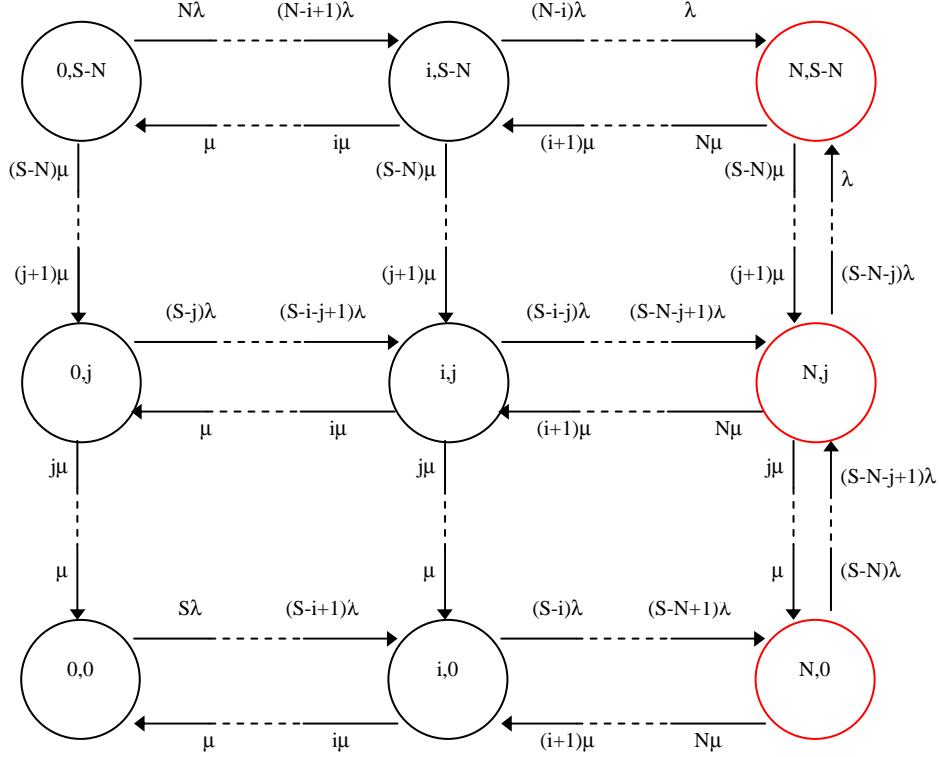 Nλ (N-i+1)λ (N-i)λ λ
0,S-N i,S-N N,S-N
μ iμ (i+1)μ Nμ
(S-N)μ (S-N)μ (S-N)μ λ
(j+1)μ (j+1)μ (j+1)μ (S-N-j)λ
(S-j)λ (S-i-j+1)λ (S-i-j)λ (S-N-j+1)λ
0,j i,j N,j
μ iμ (i+1)μ Nμ
jμ jμ jμ (S-N-j+1)λ
μ μ μ (S-N)λ
Sλ (S-i+1)λ (S-i)λ (S-N+1)λ
0,0 i,0 N,0
μ iμ (i+1)μ Nμ